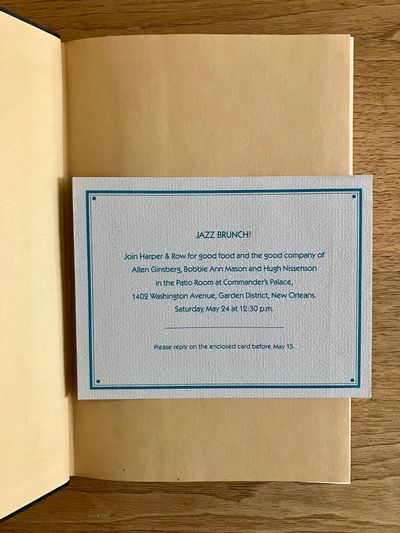 JAZZ BRUNCH!
Join Harper & Row for good food and the good company of
Allen Ginsberg, Bobbie Ann Mason and Hugh Nissenson
in the Patio Room at Commander's Palace,
1402 Washington Avenue, Garden District, New Orleans.
Saturday, May 24 at 12:30 p.m.
Please reply on the enclosed card before May 15.